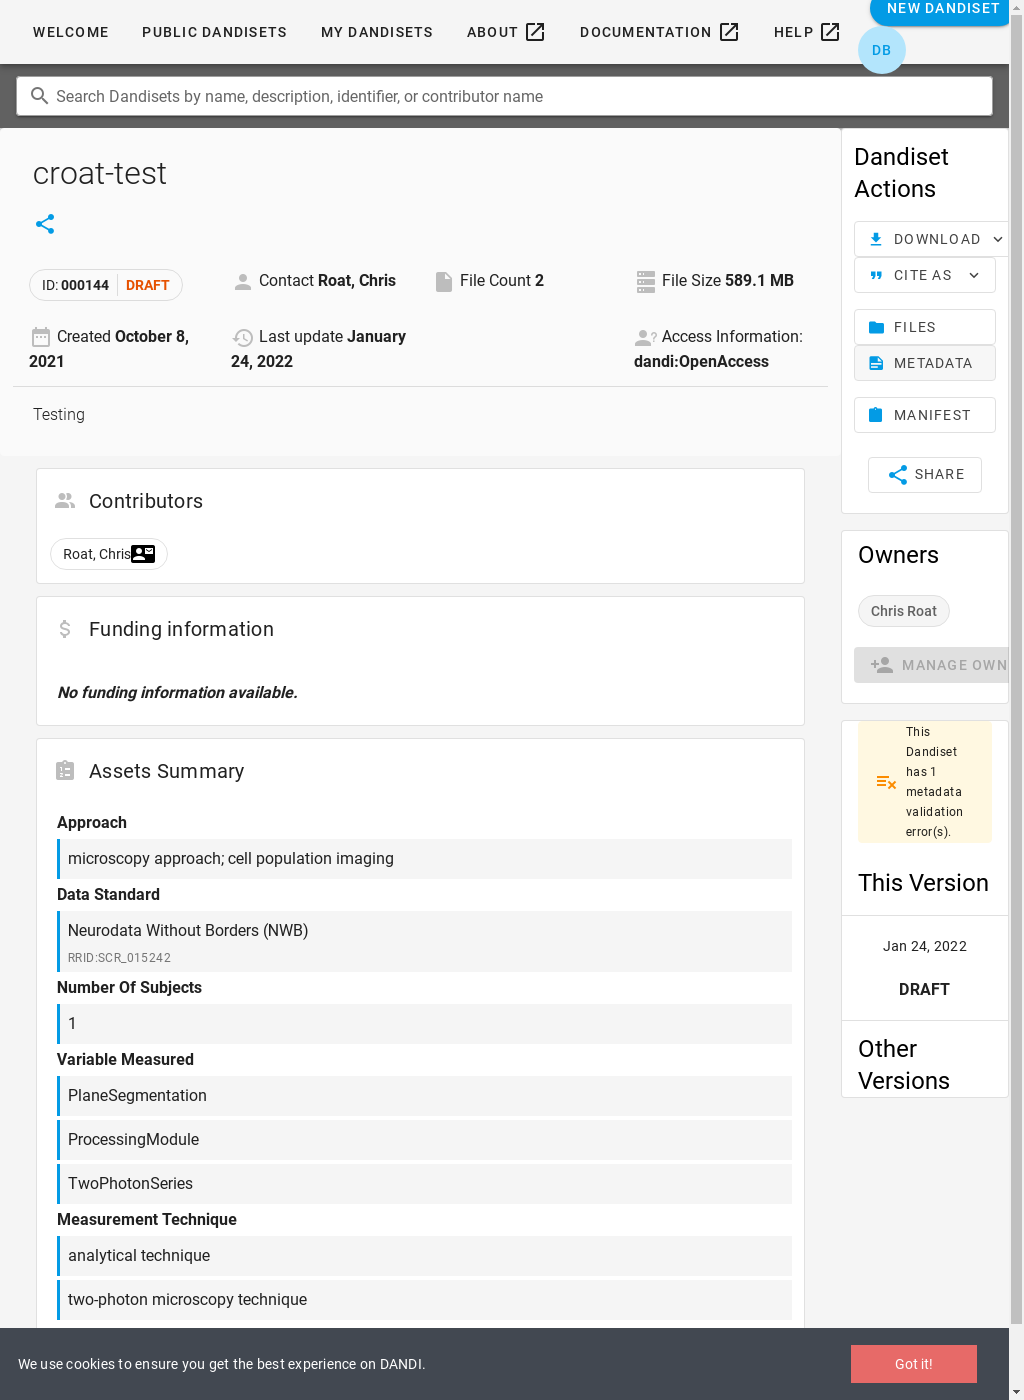 WELCOME
PUBLIC DANDISETS
MY DANDISETS
ABOUT
DOCUMENTATION
HELP
NEW DANDISET
DB
Search Dandisets by name, description, identifier, or contributor name
croat-test
ID: 000144 DRAFT
Contact Roat, Chris
File Count 2
File Size 589.1 MB
Created October 8,
2021
Last update January
24, 2022
Access Information:
dandi:OpenAccess
Testing
Contributors
Roat, Chris
Funding information
No funding information available.
Assets Summary
Approach
microscopy approach; cell population imaging
Data Standard
Neurodata Without Borders (NWB)
RRID:SCR_015242
Number Of Subjects
1
Variable Measured
PlaneSegmentation
ProcessingModule
TwoPhotonSeries
Measurement Technique
analytical technique
two-photon microscopy technique
Dandiset
Actions
DOWNLOAD
CITE AS
FILES
METADATA
MANIFEST
SHARE
Owners
Chris Roat
MANAGE OWN
This
Dandiset
has 1
metadata
validation
error(s).
This Version
Jan 24, 2022
DRAFT
Other
Versions
We use cookies to ensure you get the best experience on DANDI.
Got it!